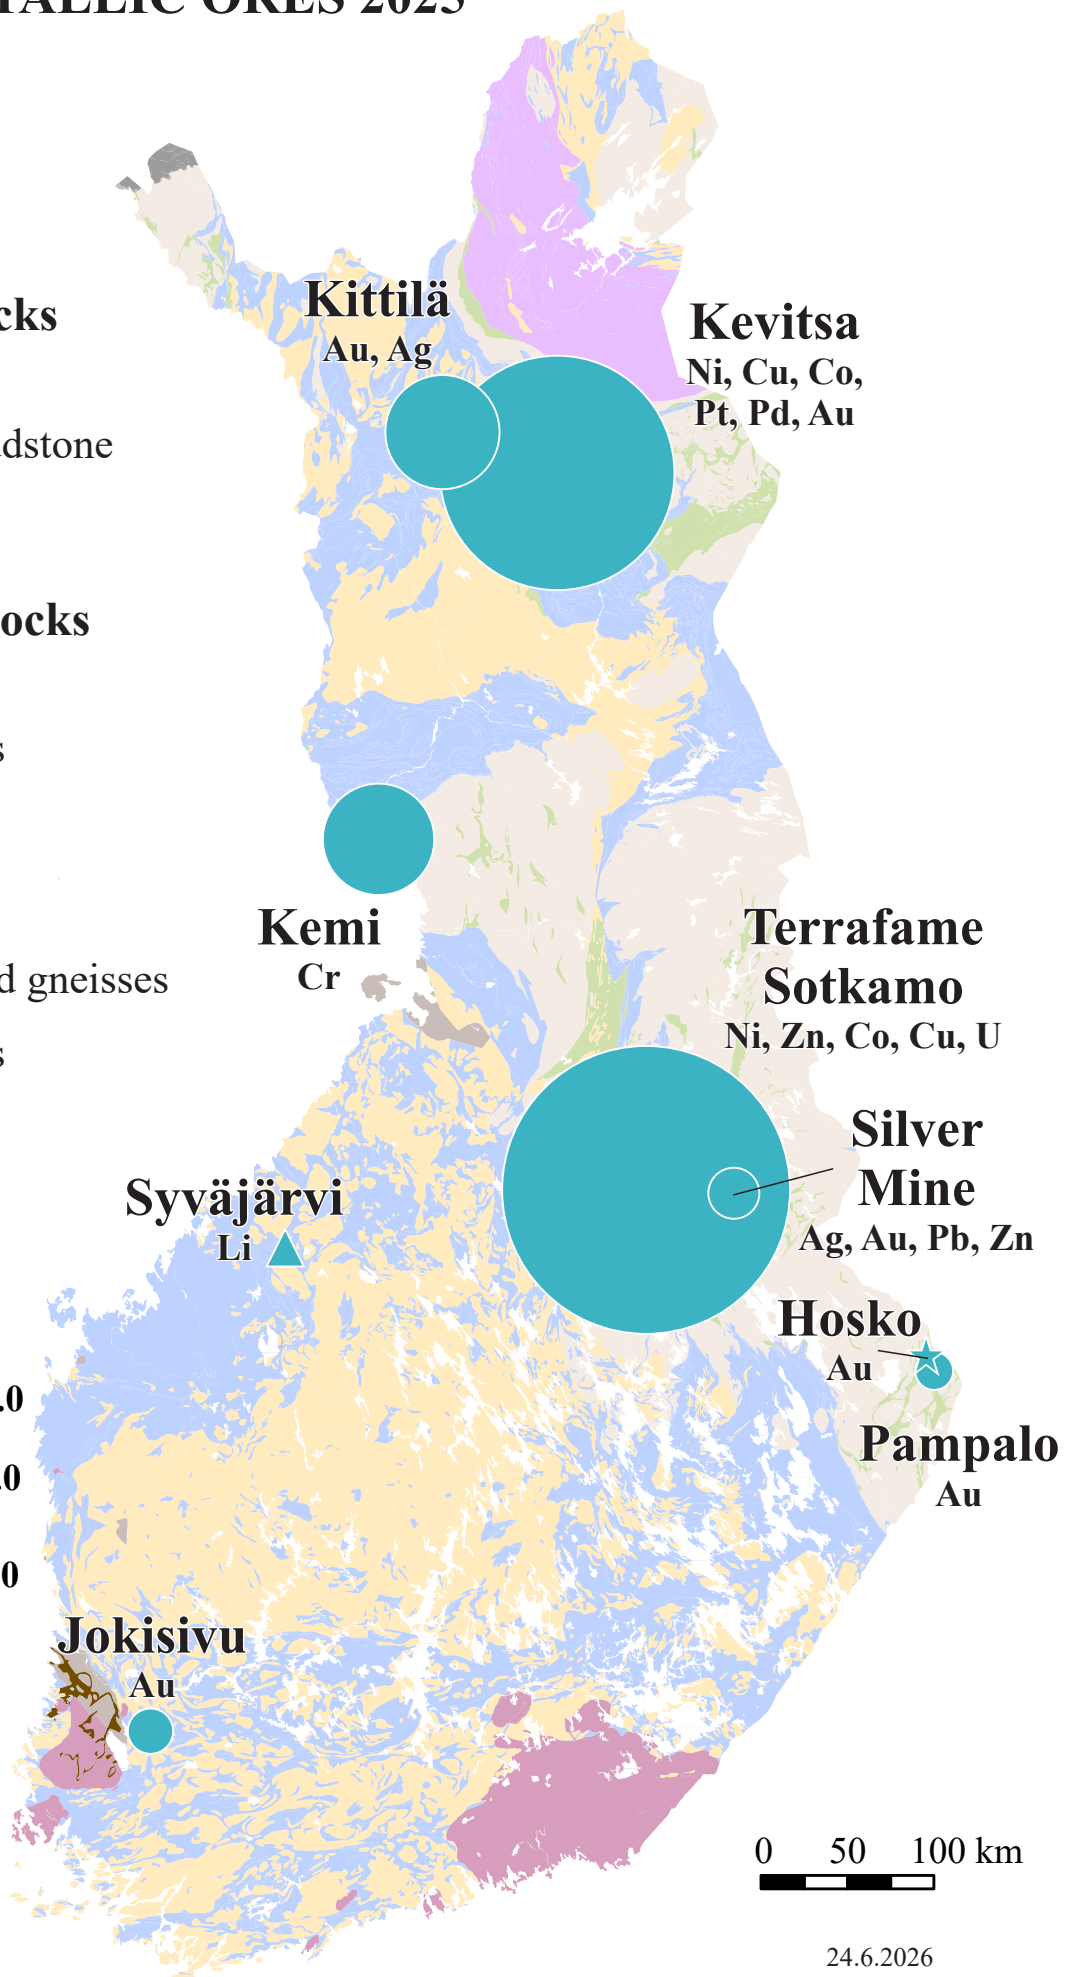 TALLIC ORES 2025
cks
Kittilä
Au, Ag
Kevitsa
Ni, Cu, Co,
Pt, Pd, Au
dstone
ocks
s
Kemi
Cr
d gneisses
s
Terrafame
Sotkamo
Ni, Zn, Co, Cu, U
Silver
Mine
Ag, Au, Pb, Zn
Syväjärvi
Li
Hosko
Au
.0
.0
0
Pampalo
Au
Jokisivu
Au
0 50 100 km
24.6.2026